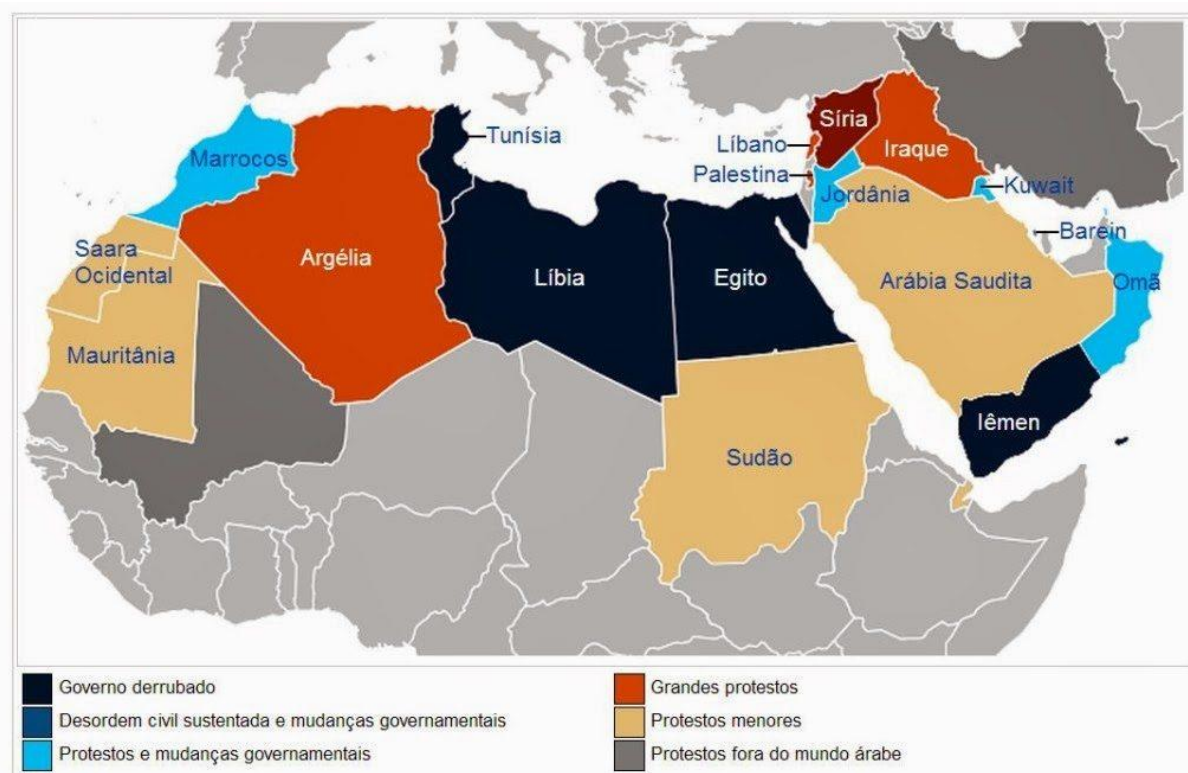 Tunísia
Síria
Líbano
Iraque
Marrocos
Palestina
Jordânia
Kuwait
Barein
Saara
Ocidental
Argélia
Líbia
Egito
Arábia Saudita
Omã
Mauritânia
Iêmen
Sudão
Governo derrubado
Desordem civil sustentada e mudanças governamentais
Protestos e mudanças governamentais
Grandes protestos
Protestos menores
Protestos fora do mundo árabe